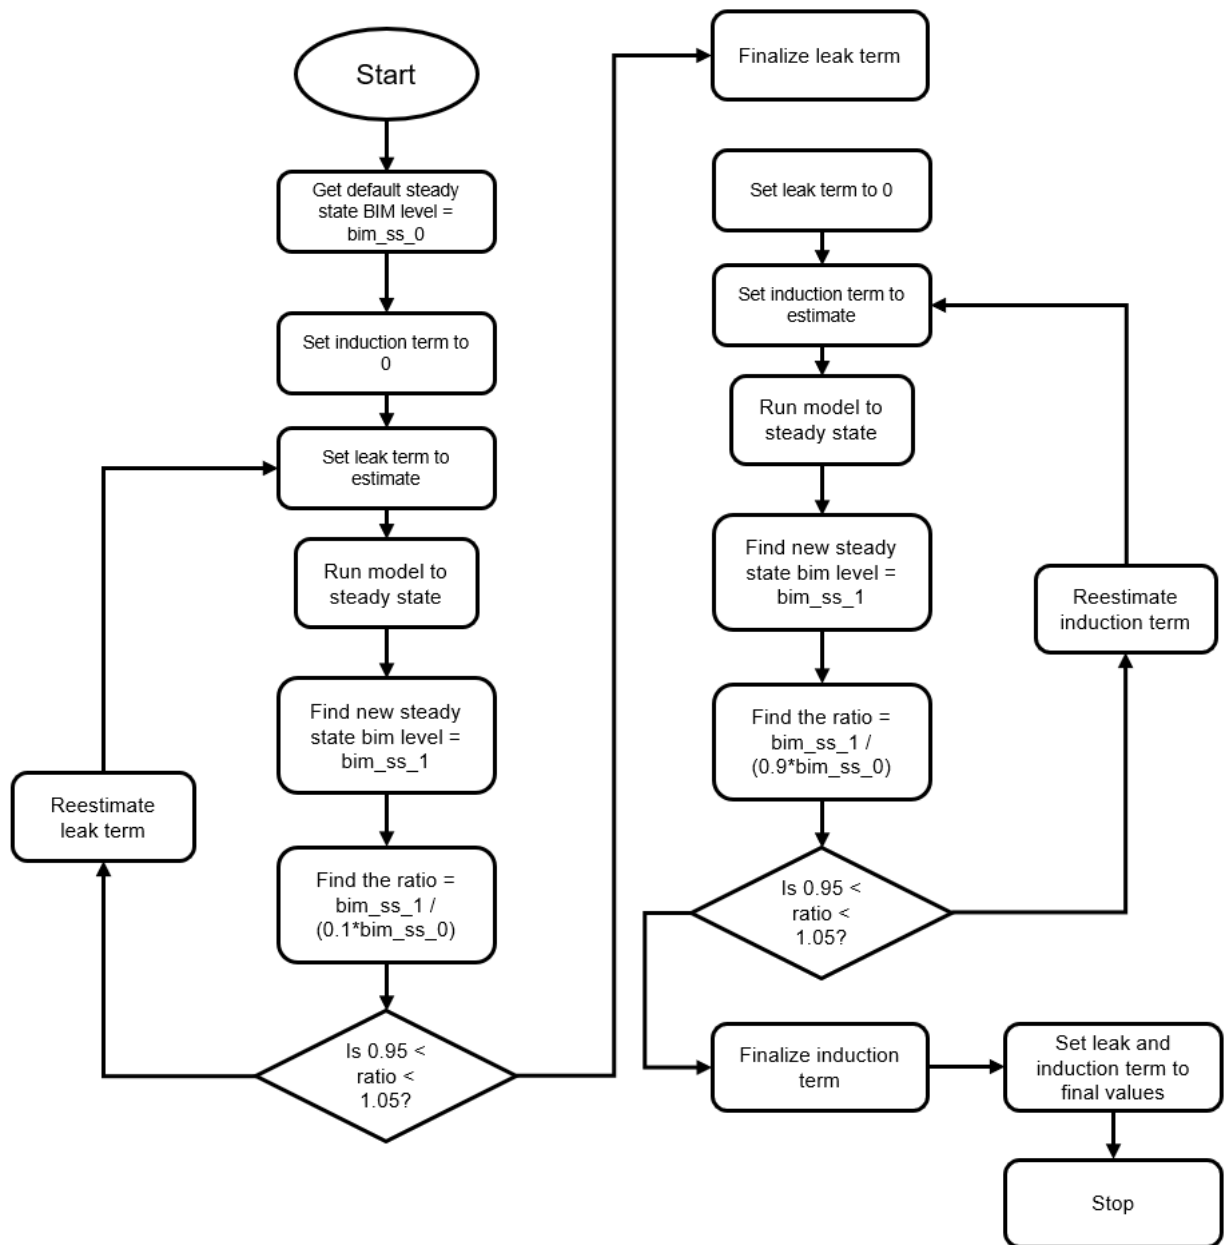 Start
Get default steady
state BIM level =
bim_ss_0
Set induction term to
0
Set leak term to
estimate
Run model to
steady state
Find new steady
state bim level =
bim_ss_1
Reestimate
leak term
Find the ratio =
bim_ss_1 /
(0.1*bim_ss_0)
Is 0.95 <
ratio <
1.05?
Finalize leak term
Set leak term to 0
Set induction term to
estimate
Run model to
steady state
Find new steady
state bim level =
bim_ss_1
Reestimate
induction term
Find the ratio =
bim_ss_1 /
(0.9*bim_ss_0)
Is 0.95 <
ratio <
1.05?
Finalize induction
term
Set leak and
induction term to
final values
Stop